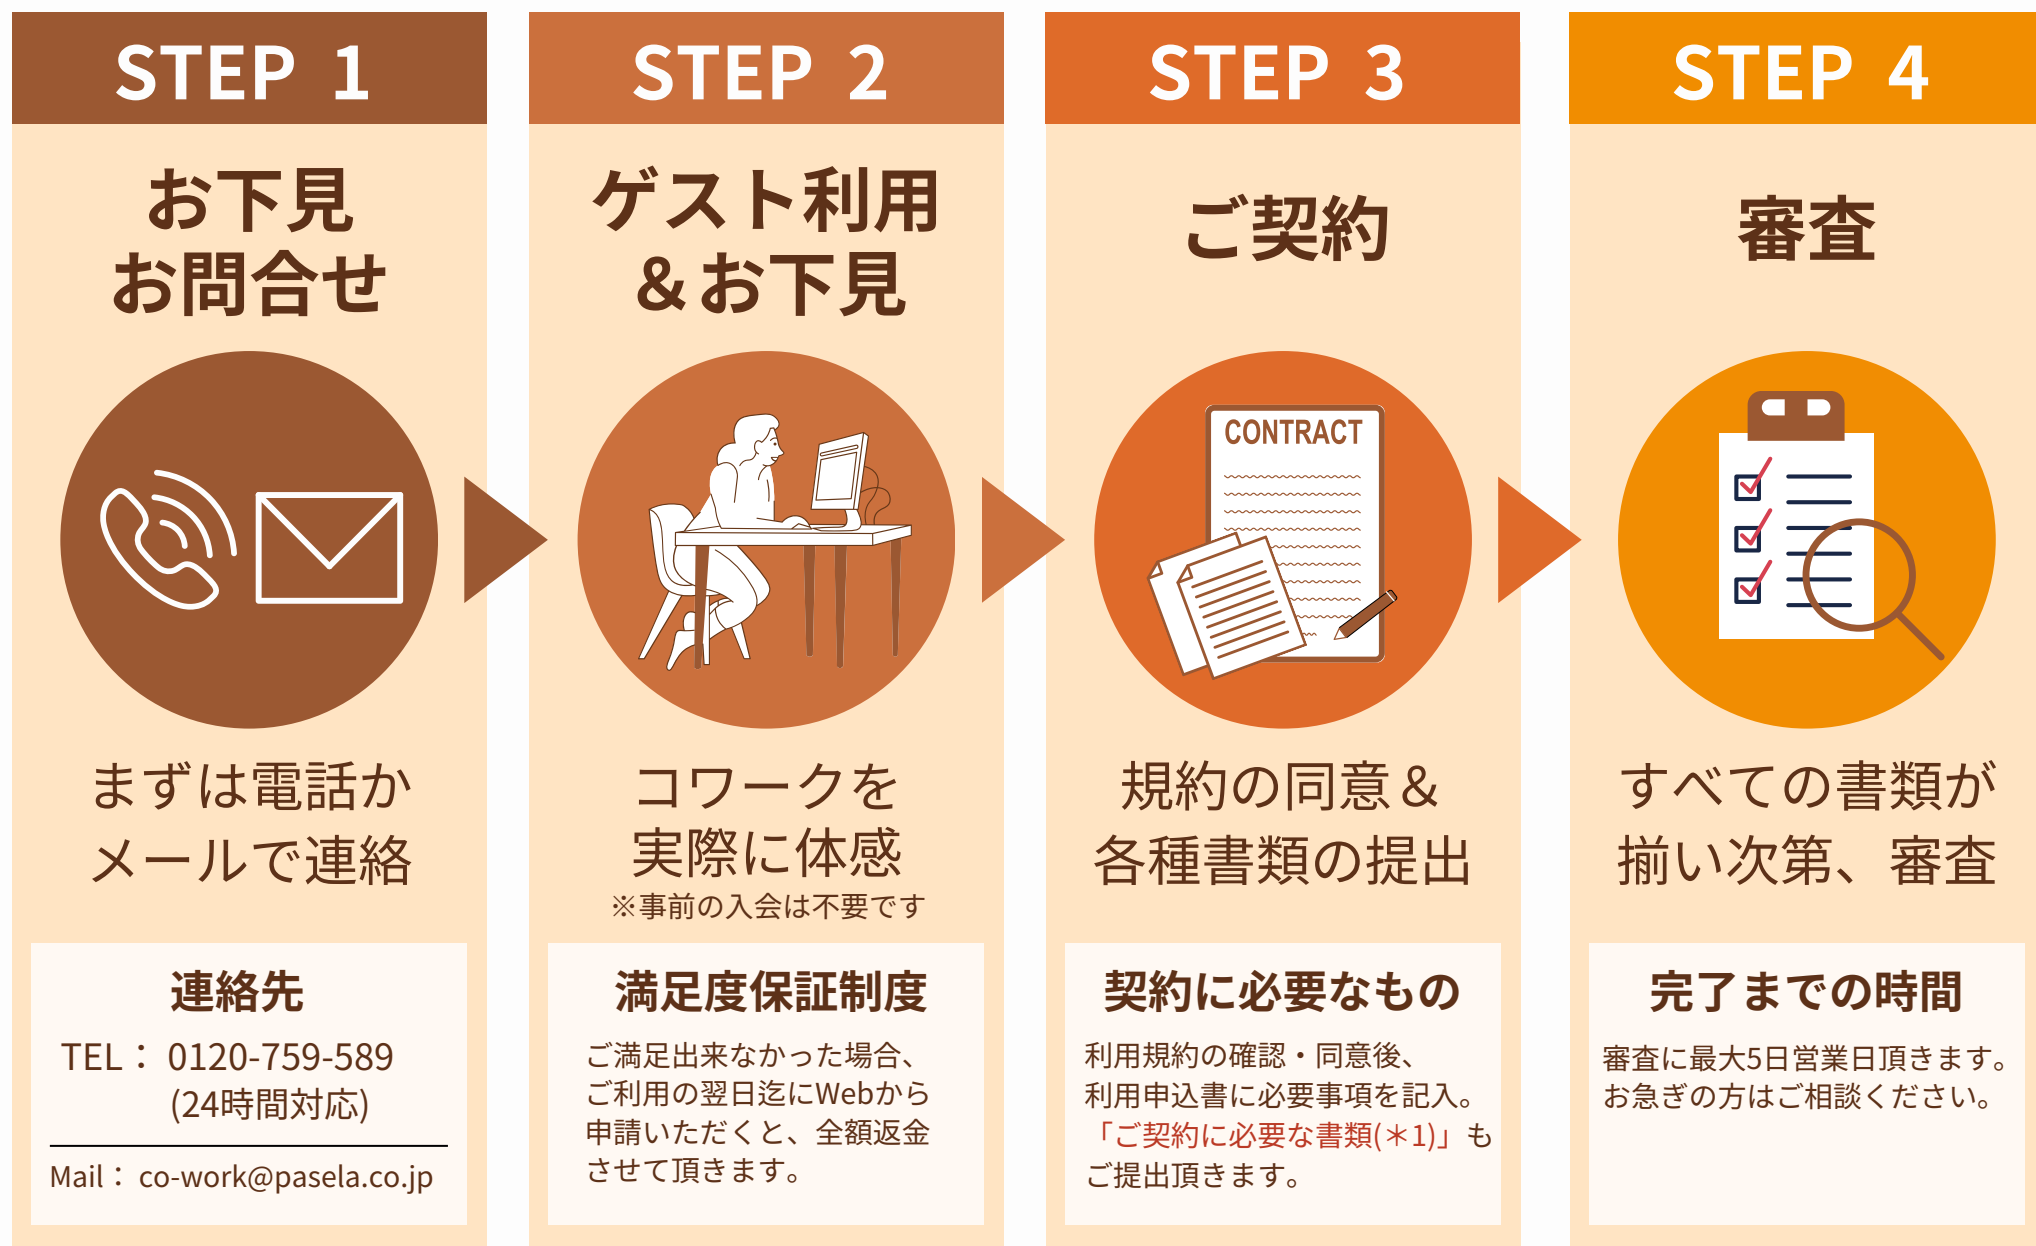 STEP 1
お下見
お問合せ
まずは電話か
メールで連絡
連絡先
TEL： 0120-759-589
(24時間対応)
Mail： co-work@pasela.co.jp
STEP 2
ゲスト利用
＆お下見
コワークを
実際に体感
※事前の入会は不要です
満足度保証制度
ご満足出来なかった場合、
ご利用の翌日迄にWebから
申請いただくと、全額返金
させて頂きます。
STEP 3
ご契約
CONTRACT
規約の同意＆
各種書類の提出
契約に必要なもの
利用規約の確認・同意後、
利用申込書に必要事項を記入。
「ご契約に必要な書類(＊1)」も
ご提出頂きます。
STEP 4
審査
すべての書類が
揃い次第、審査
完了までの時間
審査に最大5日営業日頂きます。
お急ぎの方はご相談ください。